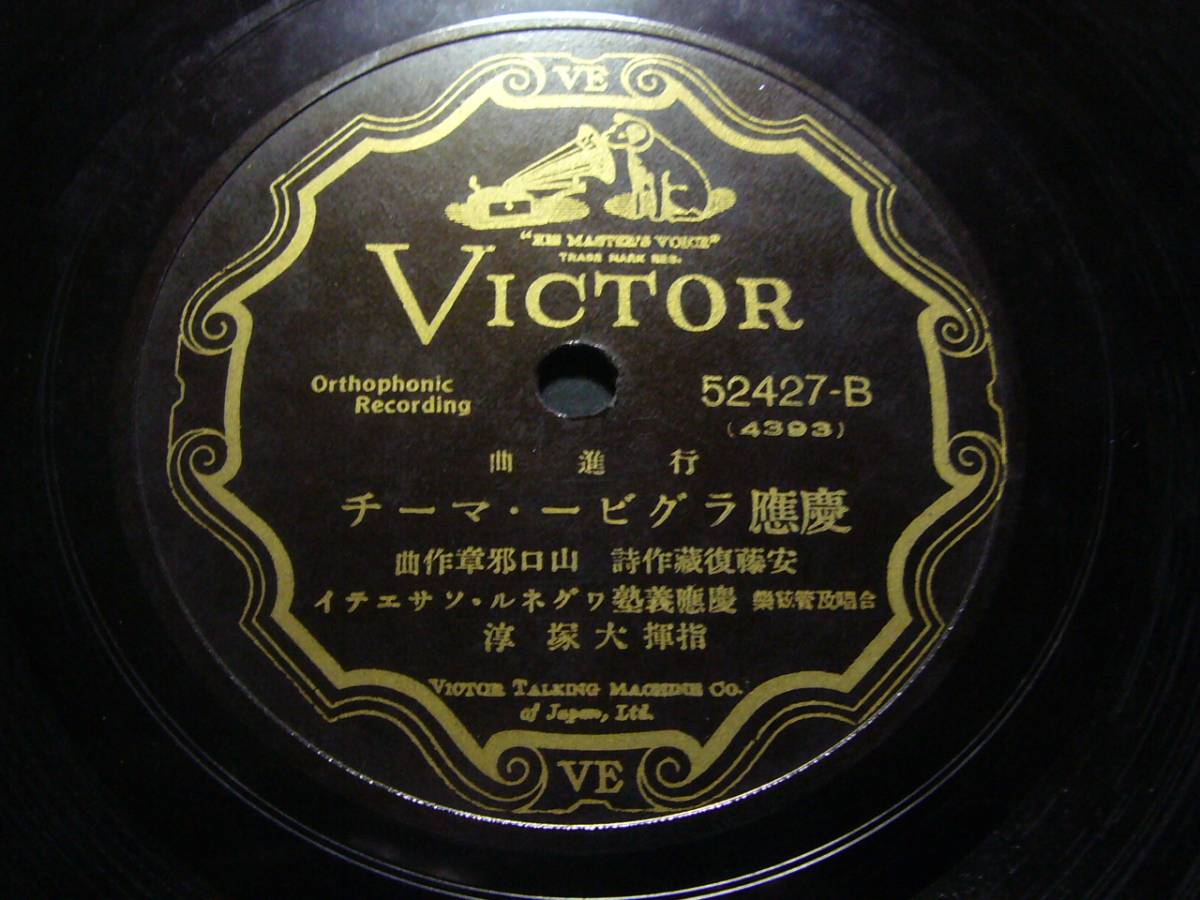 VE
"HIS MASTER'S VOICE"
TRADE MARK REG.
VICTOR
Orthophonic
Recording
52427-B
(4393)
行進曲
慶應ラグビー・マーチ
安藤復藏作詩 山口邪章作曲
合唱及管絃樂 慶應義塾ワグネル・ソサエテイ
指揮 大塚淳
VICTOR TALKING MACHINE CO.
of Japan, Ltd.
VE